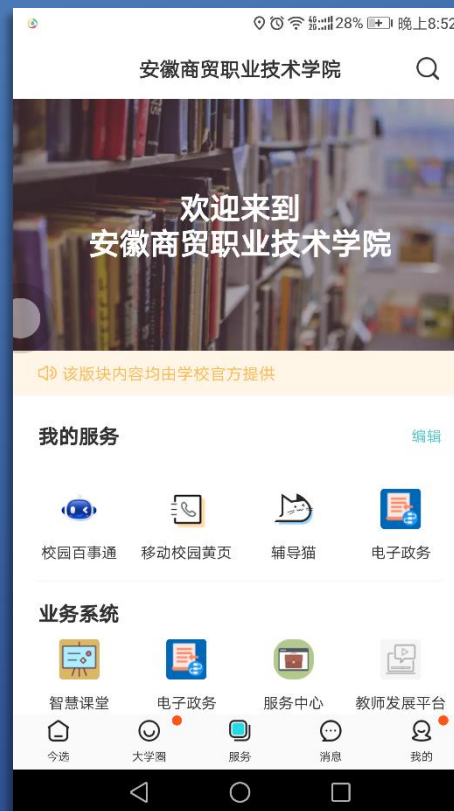 28% 晚上8:52
安徽商贸职业技术学院
欢迎来到
安徽商贸职业技术学院
该版块内容均由学校官方提供
我的服务 编辑
校园百事通 移动校园黄页 辅导猫 电子政务
业务系统
智慧课堂 电子政务 服务中心 教师发展平台
今选 大学圈 服务 消息 我的